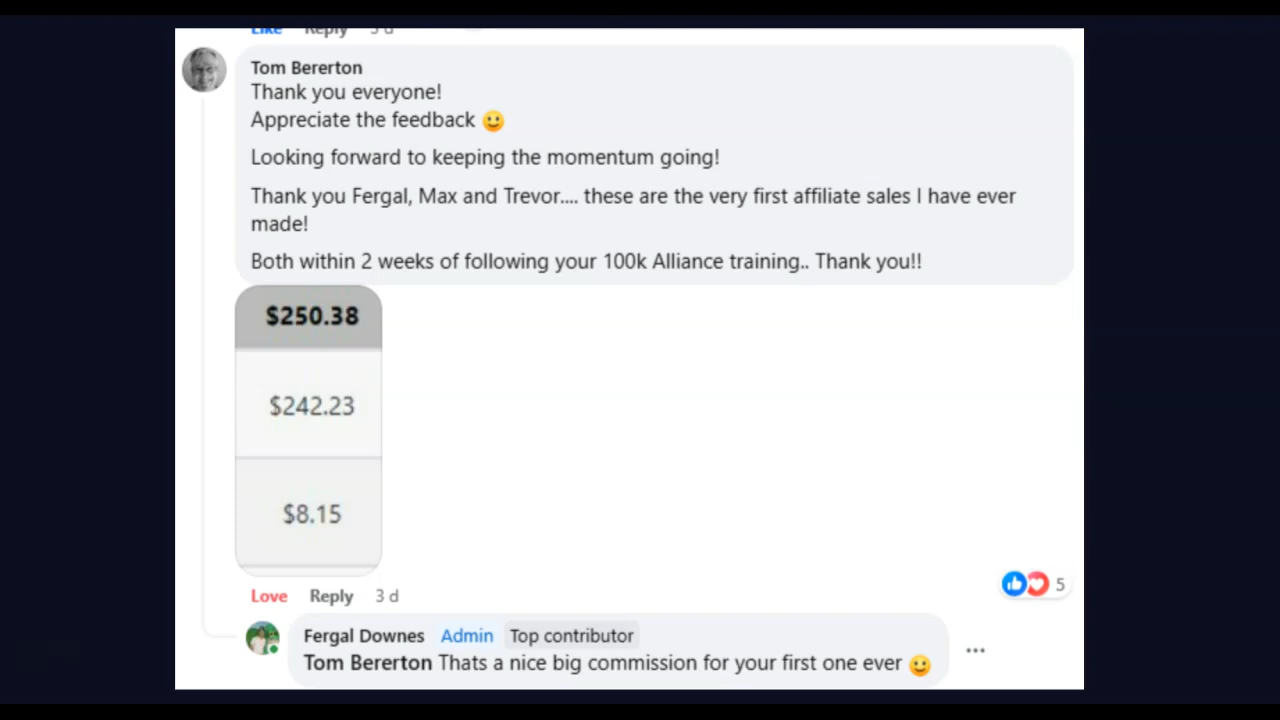 Like Reply 3 d
Tom Bererton
Thank you everyone!
Appreciate the feedback 🙂
Looking forward to keeping the momentum going!
Thank you Fergal, Max and Trevor.... these are the very first affiliate sales I have ever
made!
Both within 2 weeks of following your 100k Alliance training.. Thank you!!
$250.38
$242.23
$8.15
Love Reply 3 d
5
Fergal Downes Admin Top contributor
Tom Bererton Thats a nice big commission for your first one ever 🙂